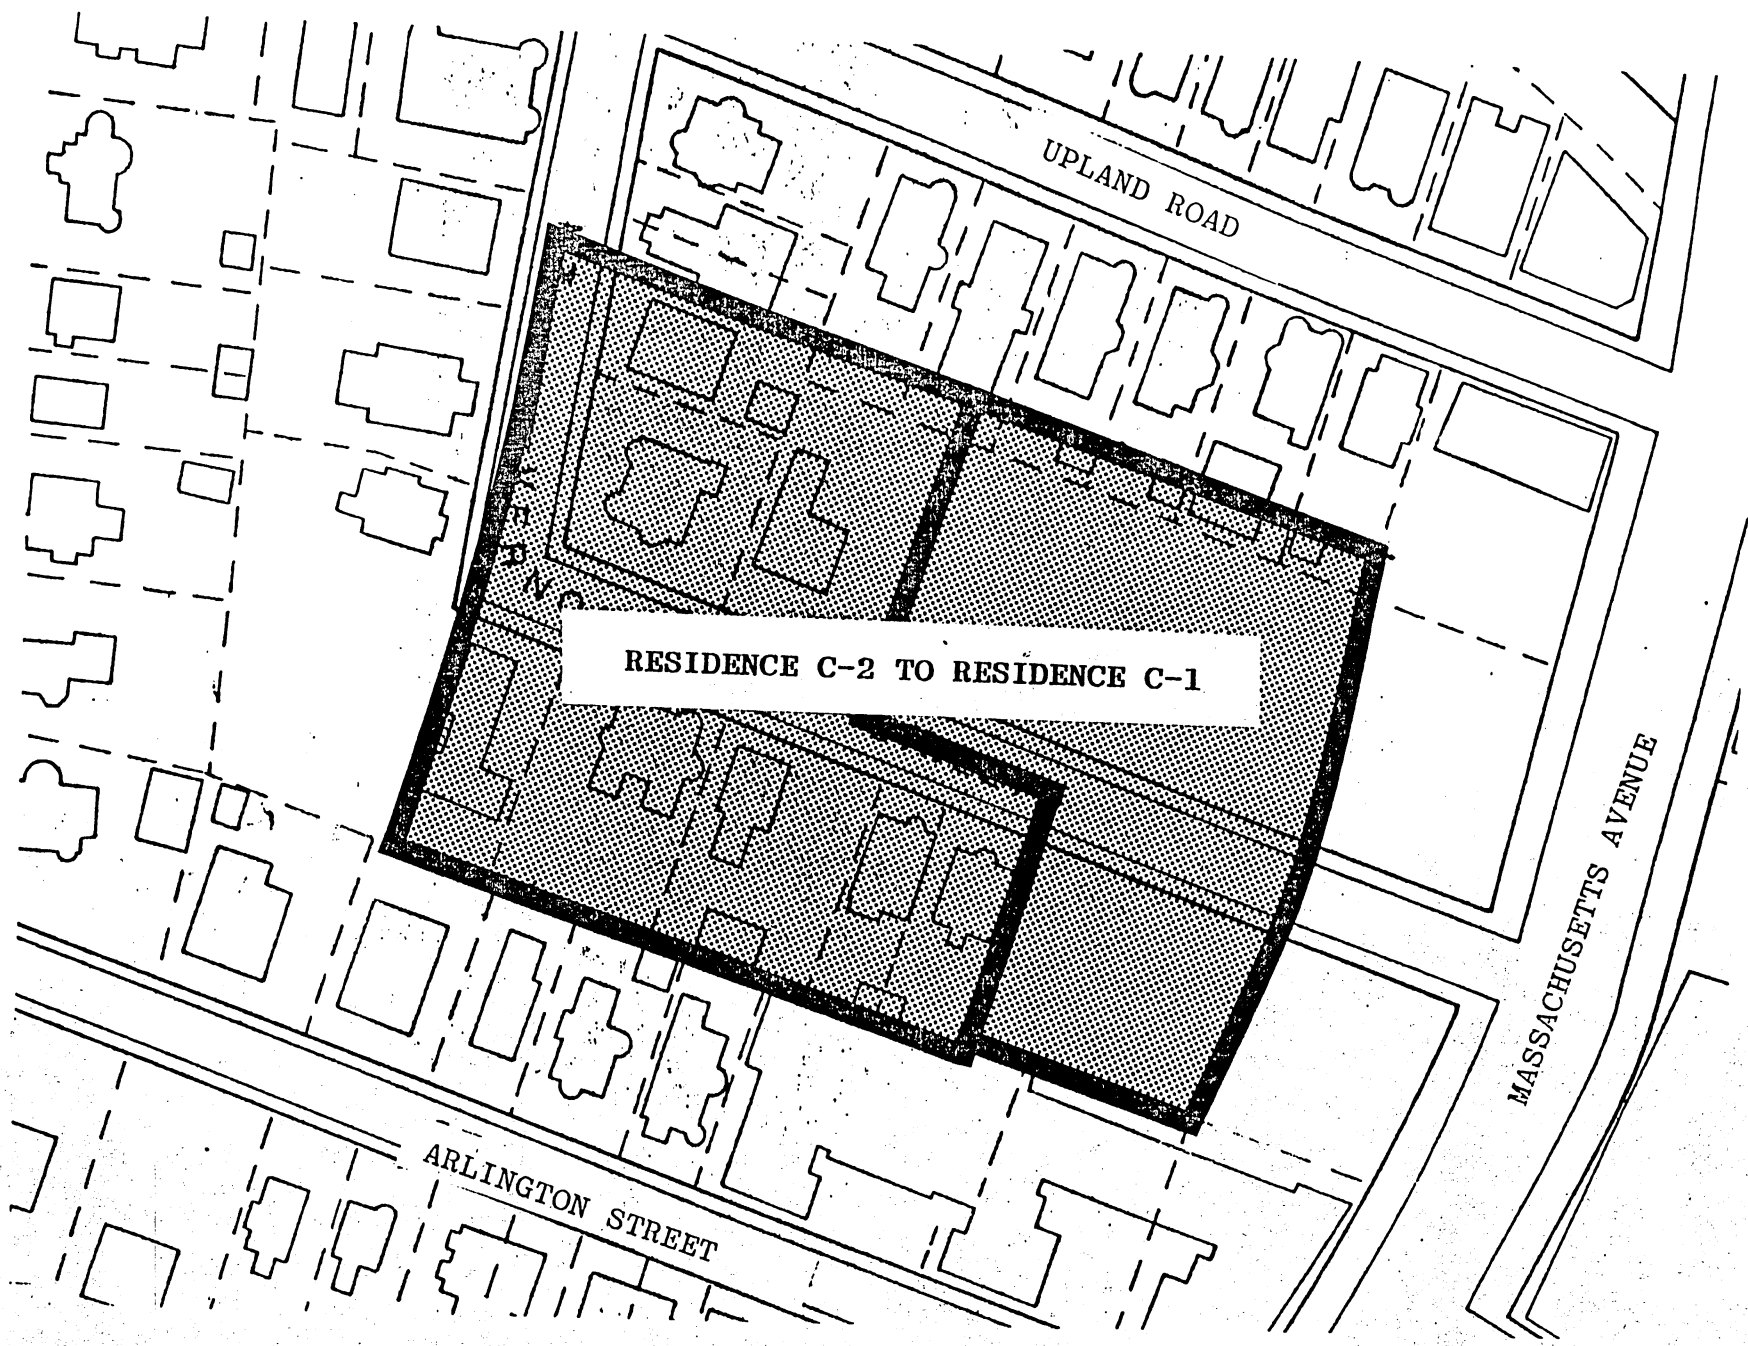 UPLAND ROAD
RESIDENCE C-2 TO RESIDENCE C-1
MASSACHUSETTS AVENUE
ARLINGTON STREET